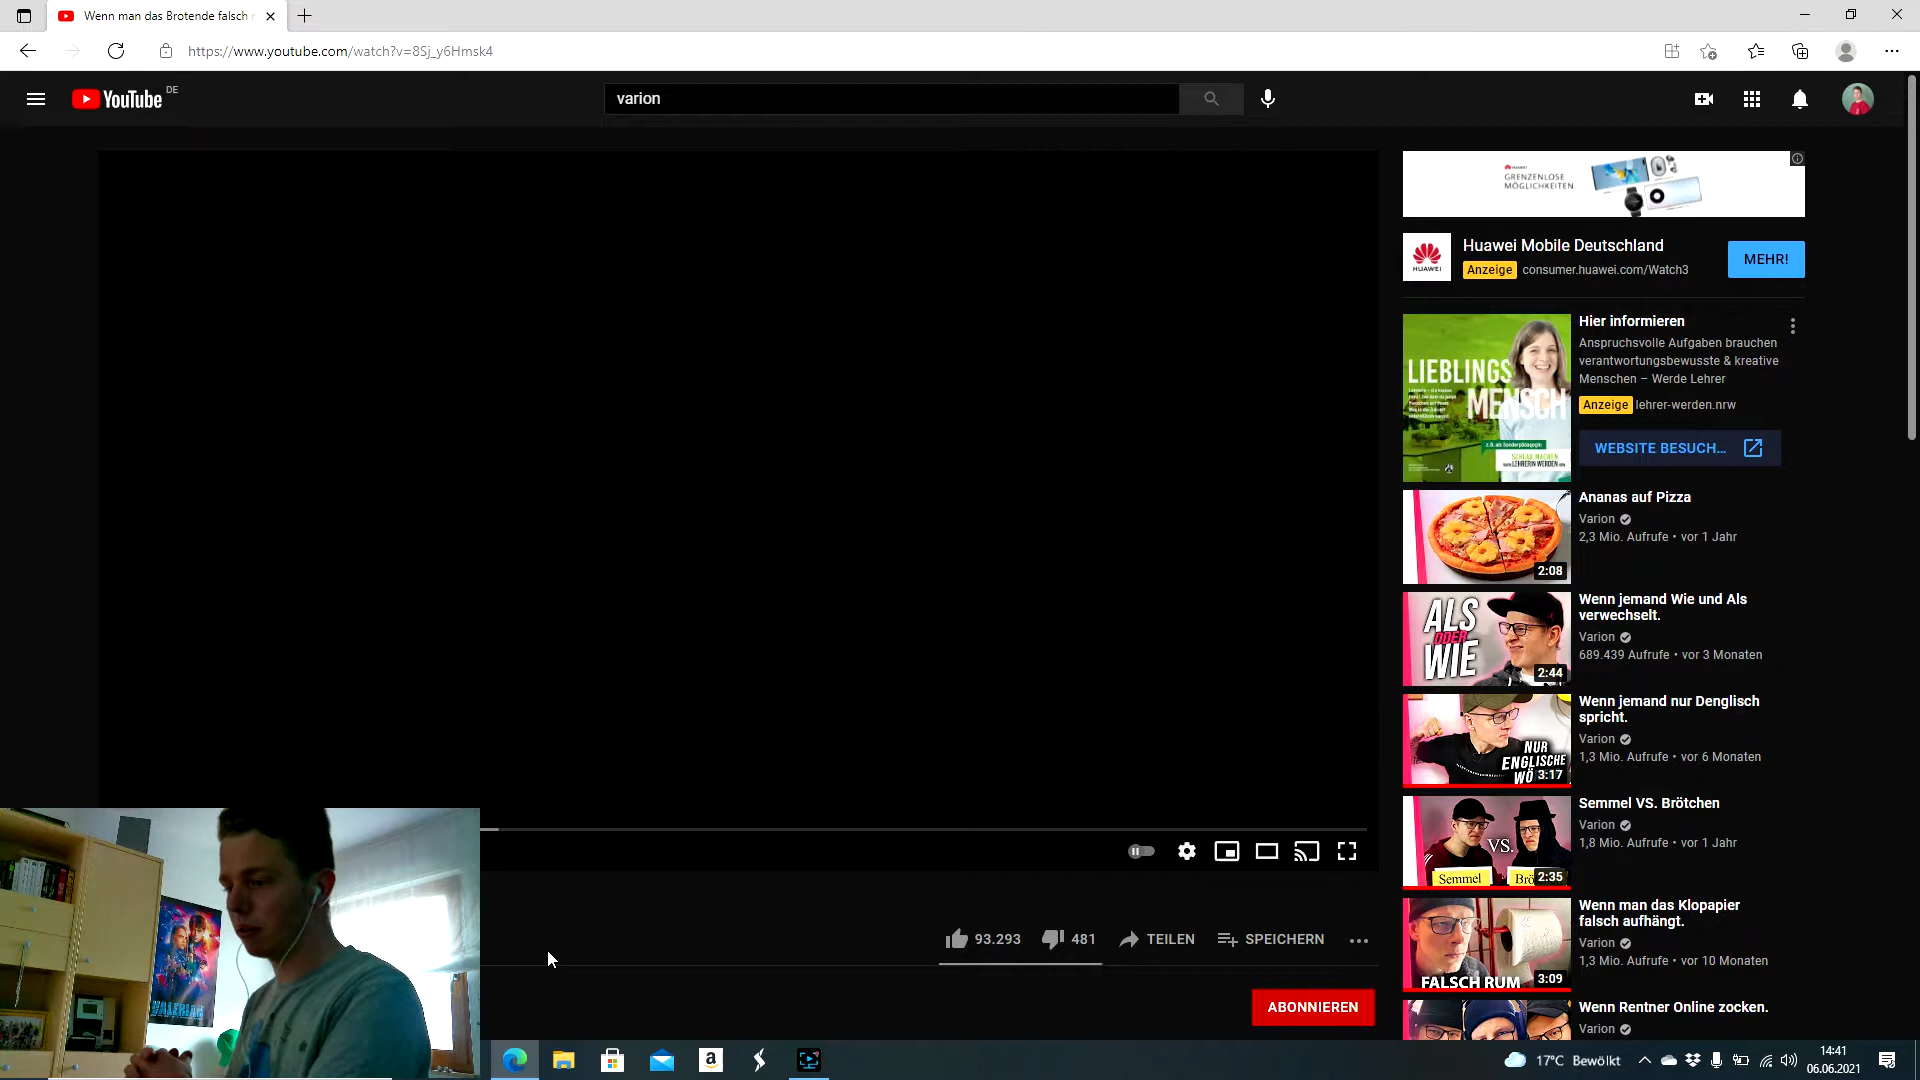 Wenn man das Brotende falsch
https://www.youtube.com/watch?v=8Sj_y6Hmsk4
YouTube DE
varion
HUAWEI
GRENZENLOSE
MÖGLICHKEITEN.
HUAWEI
Huawei Mobile Deutschland
Anzeige consumer.huawei.com/Watch3
MEHR!
LIEBLINGS
MENSCH
z.B. als Sonderpädagogin
SCHLAU MACHEN
Hier informieren
Anspruchsvolle Aufgaben brauchen
verantwortungsbewusste & kreative
Menschen – Werde Lehrer
Anzeige lehrer-werden.nrw
WEBSITE BESUCH...
2:08
Ananas auf Pizza
Varion
2,3 Mio. Aufrufe • vor 1 Jahr
ALS
ODER
WIE
2:44
Wenn jemand Wie und Als
verwechselt.
Varion
689.439 Aufrufe • vor 3 Monaten
NUR
ENGLISCHE
WÖ
3:17
Wenn jemand nur Denglisch
spricht.
Varion
1,3 Mio. Aufrufe • vor 6 Monaten
VS.
Semmel
Brö
2:35
Semmel VS. Brötchen
Varion
1,8 Mio. Aufrufe • vor 1 Jahr
FALSCH RUM
3:09
Wenn man das Klopapier
falsch aufhängt.
Varion
1,3 Mio. Aufrufe • vor 10 Monaten
Wenn Rentner Online zocken.
Varion
93.293
481
TEILEN
SPEICHERN
ABONNIEREN
VALERIAN
17°C Bewölkt
14:41
06.06.2021